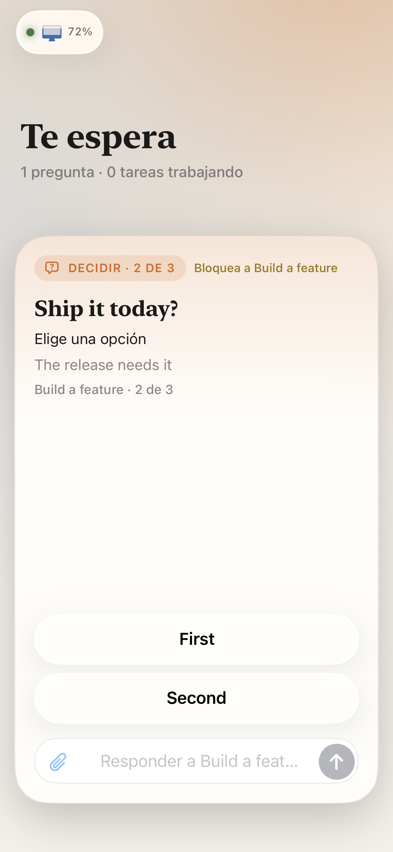 72%
Te espera
1 pregunta · 0 tareas trabajando
DECIDIR · 2 DE 3 Bloquea a Build a feature
Ship it today?
Elige una opción
The release needs it
Build a feature · 2 de 3
First
Second
Responder a Build a feat...